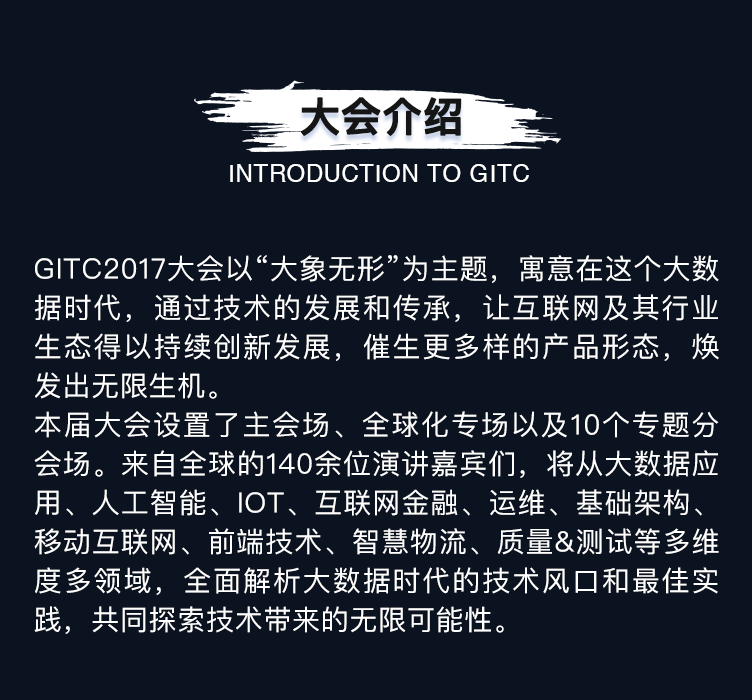 大会介绍
INTRODUCTION TO GITC
GITC2017大会以“大象无形”为主题，寓意在这个大数
据时代，通过技术的发展和传承，让互联网及其行业
生态得以持续创新发展，催生更多样的产品形态，焕
发出无限生机。
本届大会设置了主会场、全球化专场以及10个专题分
会场。来自全球的140余位演讲嘉宾们，将从大数据应
用、人工智能、IOT、互联网金融、运维、基础架构、
移动互联网、前端技术、智慧物流、质量&测试等多维
度多领域，全面解析大数据时代的技术风口和最佳实
践，共同探索技术带来的无限可能性。